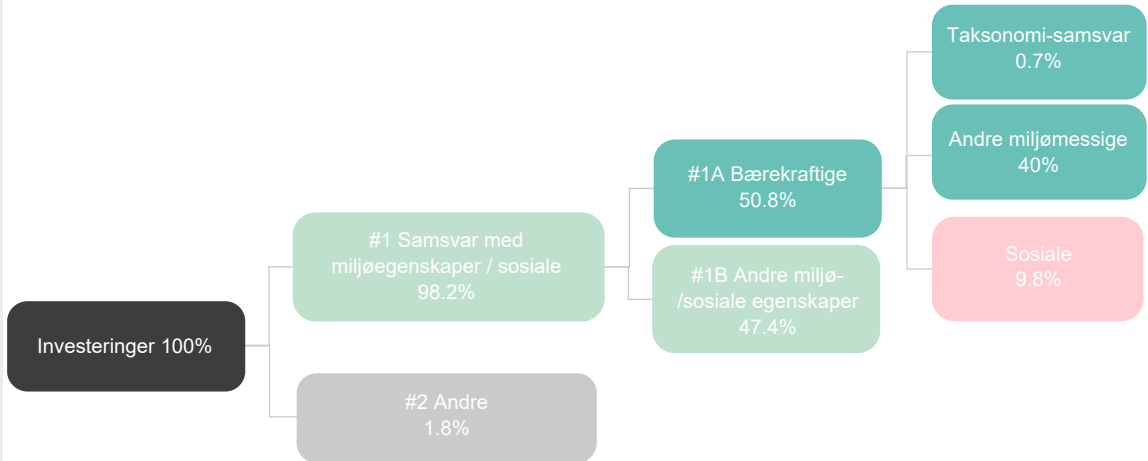 Investeringer 100%
#1 Samsvar med
miljøegenskaper / sosiale
98.2%
#2 Andre
1.8%
#1A Bærekraftige
50.8%
#1B Andre miljø-
/sosiale egenskaper
47.4%
Taksonomi-samsvar
0.7%
Andre miljømessige
40%
Sosiale
9.8%